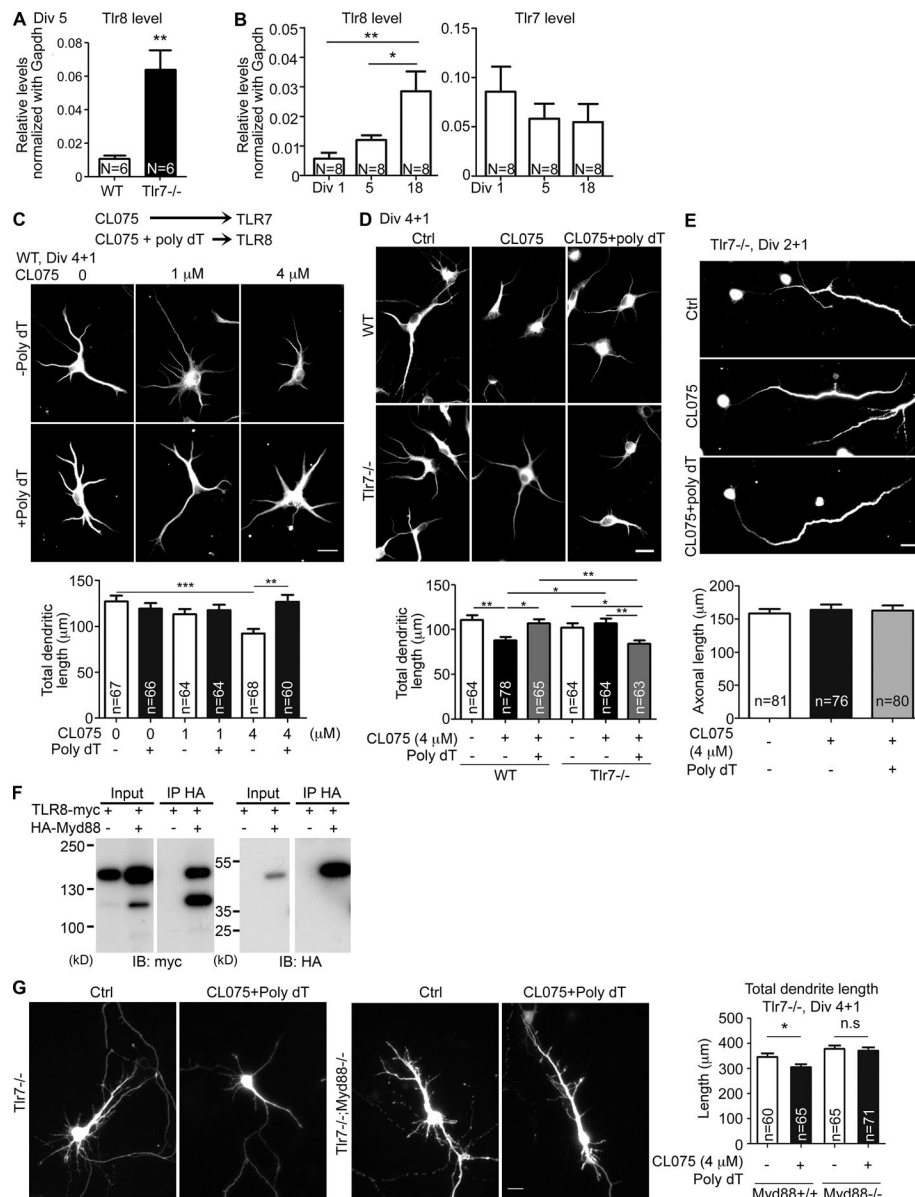 A Div 5 Tlr8 level
Relative levels
normalized with Gapdh
0.12
0.08
0.06
0.04
0.02
0
**
N=6
N=6
WT Tlr7-/-
B Tlr8 level Tlr7 level
Relative levels
normalized with Gapdh
0.05
0.04
0.03
0.02
0.01
0
**
*
N=8
N=8
N=8
Div 1 5 18
0.15
0.10
0.05
0
N=8
N=8
N=8
Div 1 5 18
C CL075 TLR7
CL075 + poly dT TLR8
WT, Div 4+1
CL075 0 1 μM 4 μM
-Poly dT
+Poly dT
Total dendritic
length (μm)
150
100
50
0
***
**
n=67
n=66
n=64
n=64
n=68
n=60
CL075 0 0 1 1 4 4 (μM)
Poly dT - + - + - +
D Div 4+1
Ctrl CL075 CL075+poly dT
WT
Tlr7-/-
Total dendritic
length (μm)
150
100
50
0
**
*
*
**
*
**
n=64
n=78
n=65
n=64
n=64
n=63
CL075 (4 μM) - + + - + +
Poly dT - - + - - +
WT Tlr7-/-
E
Tlr7-/-, Div 2+1
Ctrl
CL075
CL075+poly dT
Axonal length (μm)
200
150
100
50
0
n=81
n=76
n=80
CL075
(4 μM) - + +
Poly dT - - +
F Input IP HA Input IP HA
TLR8-myc + + + + + + + +
HA-Myd88 - + - + - + - +
250
130
100
(kD)
IB: myc
55
35
25
(kD)
IB: HA
G Ctrl CL075+Poly dT Ctrl CL075+Poly dT
Tlr7-/-
Tlr7-/-;Myd88-/-
Total dendrite length
Tlr7-/-, Div 4+1
Length (μm)
400
300
200
100
0
*
n.s
n=60
n=65
n=65
n=71
CL075 (4 μM)
Poly dT
- + - +
Myd88+/+ Myd88-/-